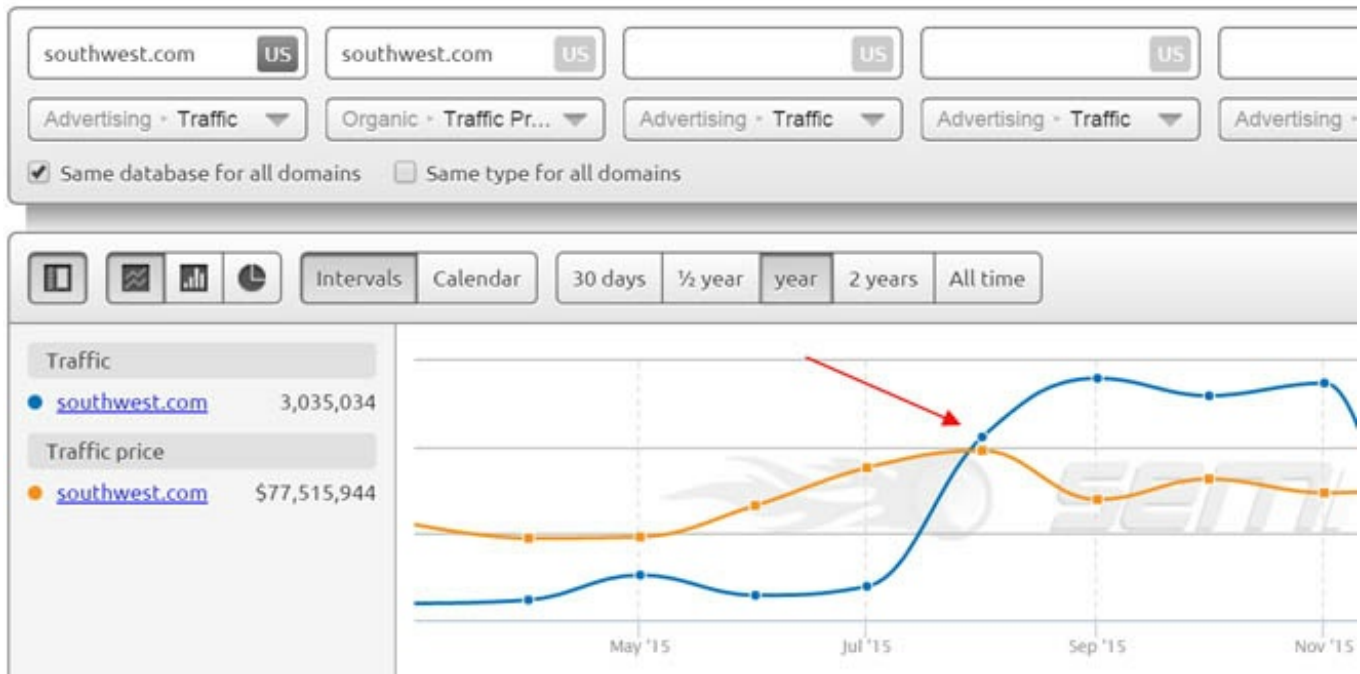 southwest.com US southwest.com US US US
Advertising • Traffic Organic • Traffic Pr... Advertising • Traffic Advertising • Traffic Advertising •
Same database for all domains Same type for all domains
Intervals Calendar 30 days ½ year year 2 years All time
Traffic
southwest.com 3,035,034
Traffic price
southwest.com $77,515,944
May '15 Jul '15 Sep '15 Nov '15